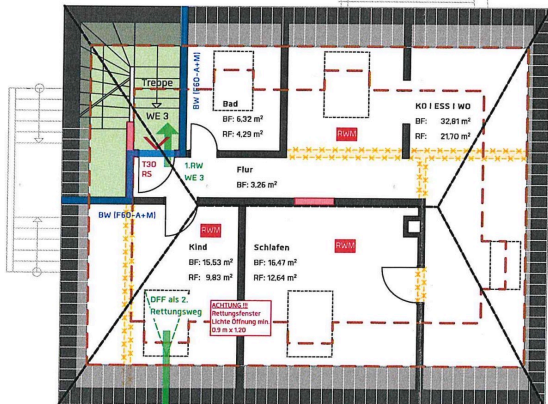 Treppe
WE 3
BW (F60-A+M)
Bad
BF: 6,32 m²
RF: 4,29 m²
KO I ESS I WO
BF: 32,81 m²
RF: 21,70 m²
RWM
T30
RS
1.RW
WE 3
Flur
BF: 3,26 m²
BW (F60-A+M)
RWM
RWM
Kind
BF: 15,53 m²
RF: 9,83 m²
Schlafen
BF: 16,47 m²
RF: 12,64 m²
DFF als 2.
Rettungsweg
ACHTUNG !!!
Rettungsfenster
Lichte Öffnung min.
0.9 m x 1.20